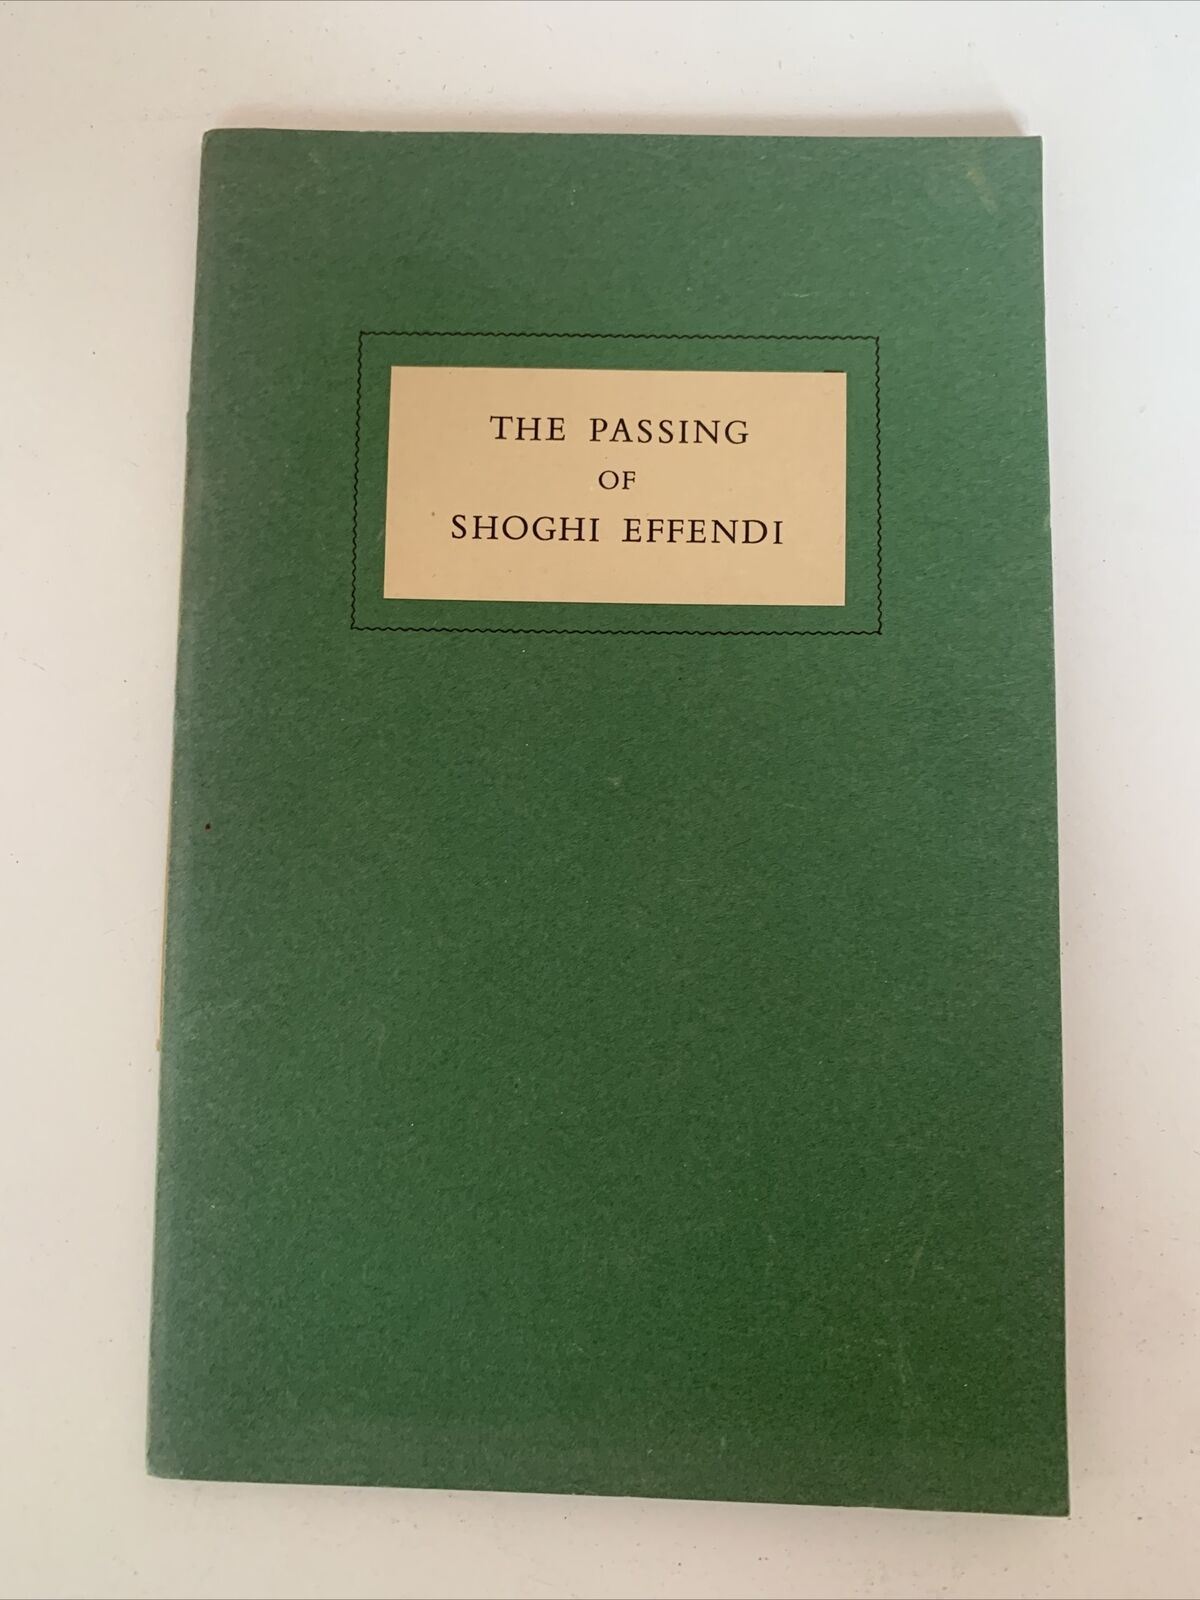 THE PASSING
OF
SHOGHI EFFENDI